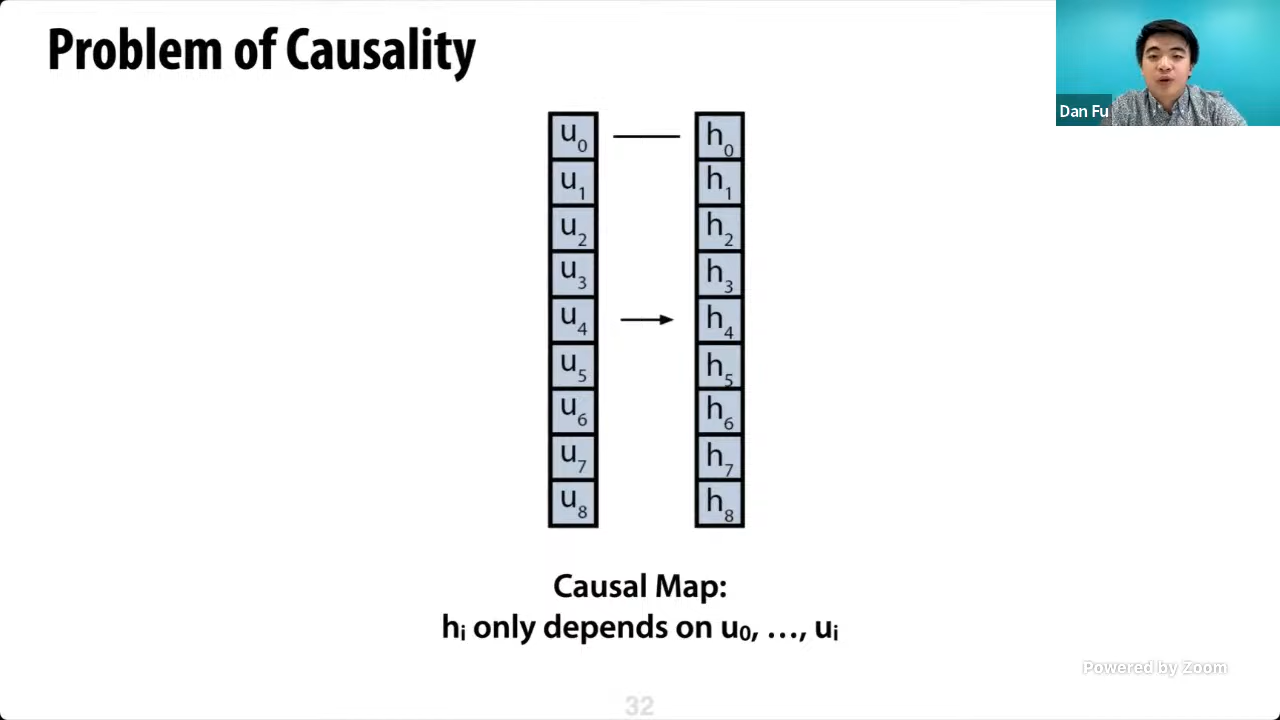 Problem of Causality
Dan Fu
u0 h0
u1 h1
u2 h2
u3 h3
u4 h4
u5 h5
u6 h6
u7 h7
u8 h8
Causal Map:
hi only depends on u0, …, ui
Powered by Zoom
32